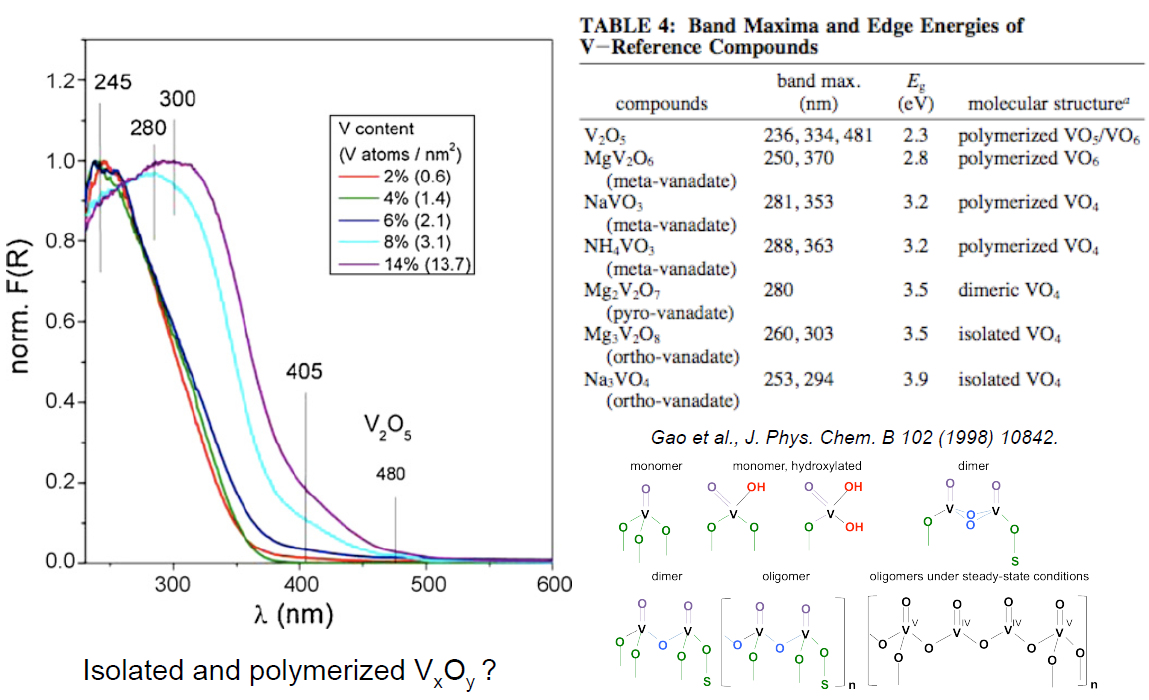 norm. F(R)
1.2
1.0
0.8
0.6
0.4
0.2
0.0
245
300
280
405
V₂O₅
480
V content
(V atoms / nm²)
2% (0.6)
4% (1.4)
6% (2.1)
8% (3.1)
14% (13.7)
300
400
500
600
λ (nm)
Isolated and polymerized VₓOᵧ ?
TABLE 4: Band Maxima and Edge Energies of
V−Reference Compounds
compounds band max. (nm) E_g (eV) molecular structureᵃ
V₂O₅ 236, 334, 481 2.3 polymerized VO₅/VO₆
MgV₂O₆ 250, 370 2.8 polymerized VO₆
(meta-vanadate)
NaVO₃ 281, 353 3.2 polymerized VO₄
(meta-vanadate)
NH₄VO₃ 288, 363 3.2 polymerized VO₄
(meta-vanadate)
Mg₂V₂O₇ 280 3.5 dimeric VO₄
(pyro-vanadate)
Mg₃V₂O₈ 260, 303 3.5 isolated VO₄
(ortho-vanadate)
Na₃VO₄ 253, 294 3.9 isolated VO₄
(ortho-vanadate)
Gao et al., J. Phys. Chem. B 102 (1998) 10842.
monomer monomer, hydroxylated dimer
O O OH O OH O O
V V V V O V
O O O O O O OH O O O
S
dimer oligomer oligomers under steady-state conditions
O O O O O O O O
V V V V V^V V^IV V^IV V^V
O O O O O O O O O O O O O O O O O
S S n n